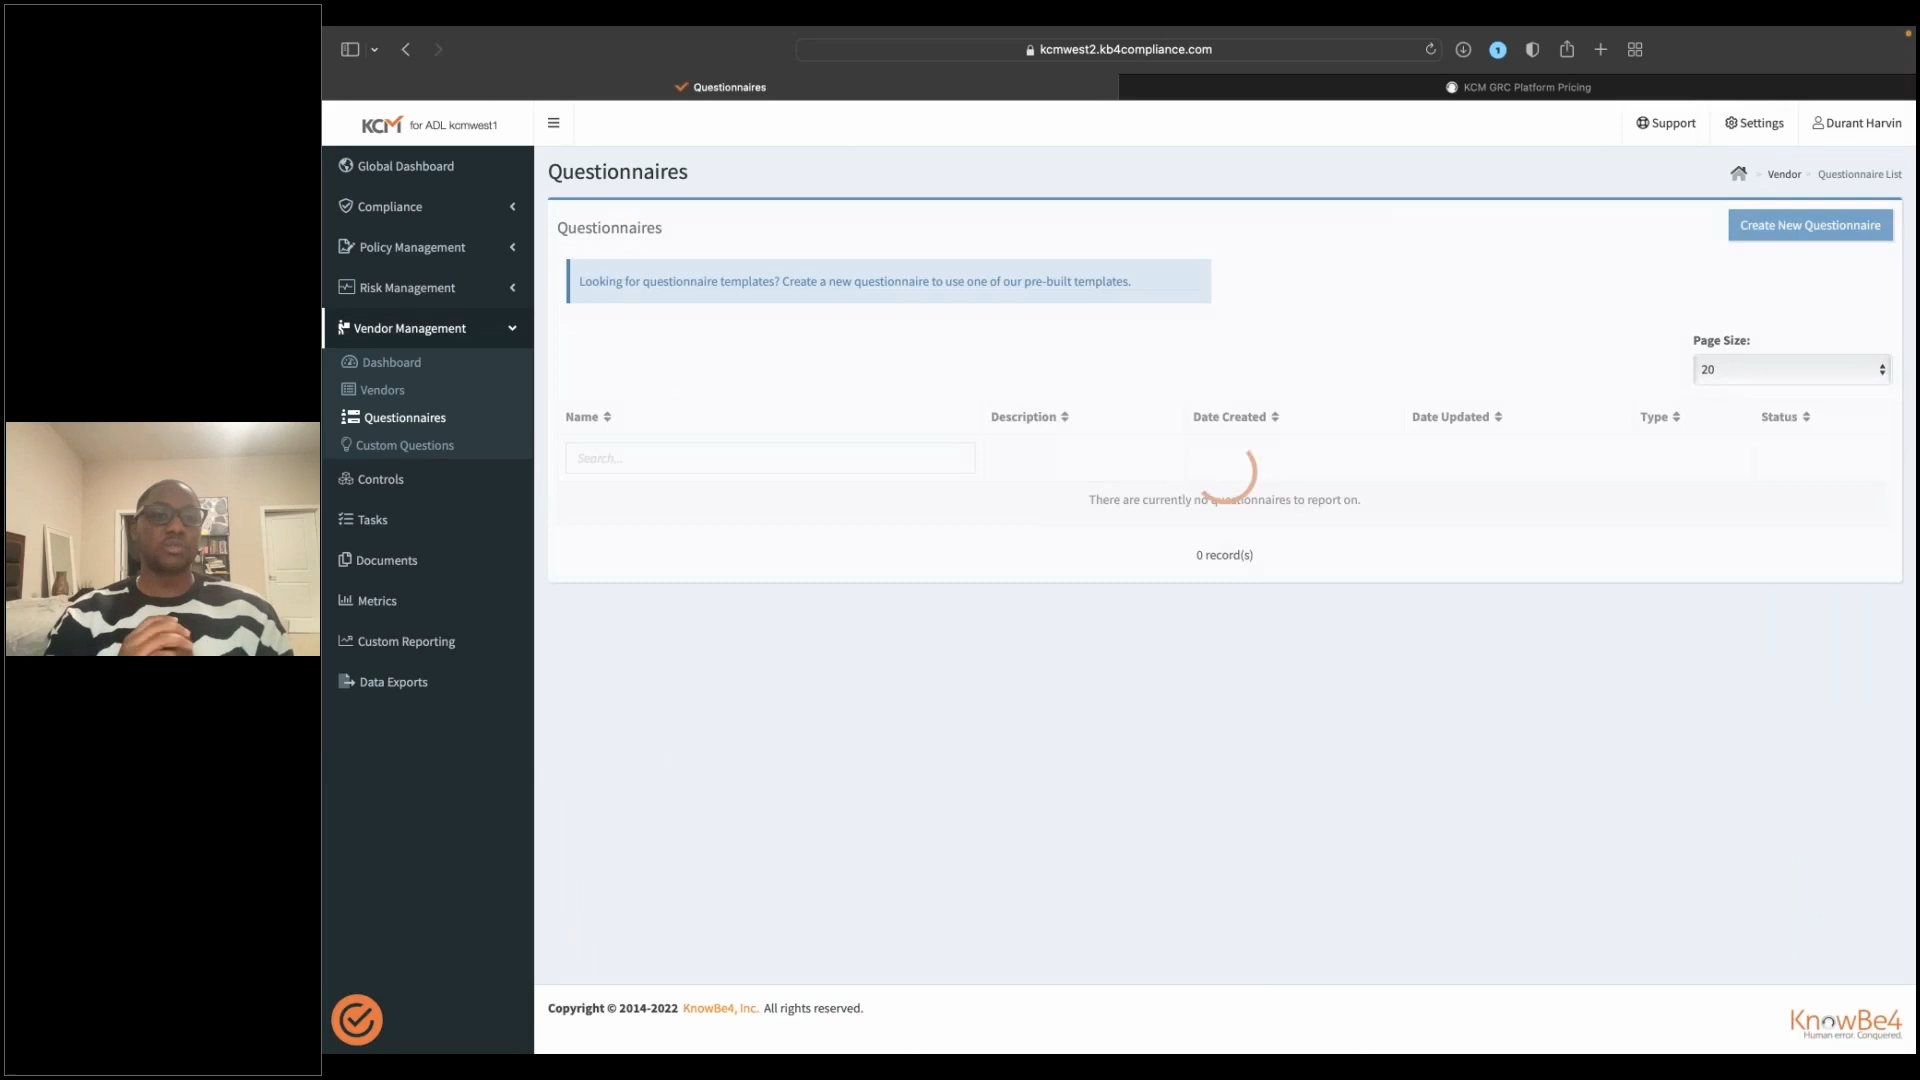 kcmwest2.kb4compliance.com
1
Questionnaires
KCM GRC Platform Pricing
KCM for ADL kcmwest1
Support
Settings
Durant Harvin
Global Dashboard
Compliance
Policy Management
Risk Management
Vendor Management
Dashboard
Vendors
Questionnaires
Custom Questions
Controls
Tasks
Documents
Metrics
Custom Reporting
Data Exports
Questionnaires
Vendor
Questionnaire List
Questionnaires
Create New Questionnaire
Looking for questionnaire templates? Create a new questionnaire to use one of our pre-built templates.
Page Size:
20
Name
Description
Date Created
Date Updated
Type
Status
Search...
There are currently no questionnaires to report on.
0 record(s)
Copyright © 2014-2022 KnowBe4, Inc. All rights reserved.
KnowBe4
Human error. Conquered.